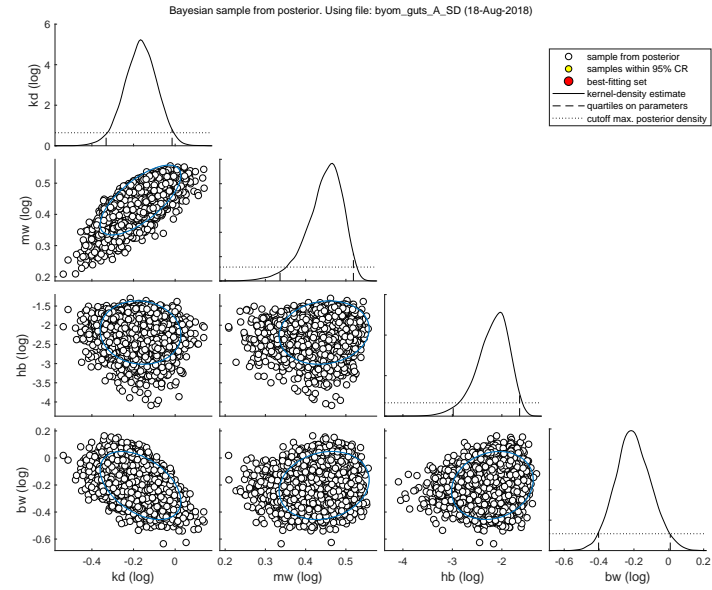 Bayesian sample from posterior. Using file: byom_guts_A_SD (18-Aug-2018)
6
4
2
0
kd (log)
sample from posterior
samples within 95% CR
best-fitting set
kernel-density estimate
quartiles on parameters
cutoff max. posterior density
0.5
0.4
0.3
0.2
mw (log)
-1.5
-2
-2.5
-3
-3.5
-4
hb (log)
0.2
0
-0.2
-0.4
-0.6
bw (log)
-0.4 -0.2 0
0.2 0.3 0.4 0.5
-4 -3 -2
-0.6 -0.4 -0.2 0 0.2
kd (log) mw (log) hb (log) bw (log)